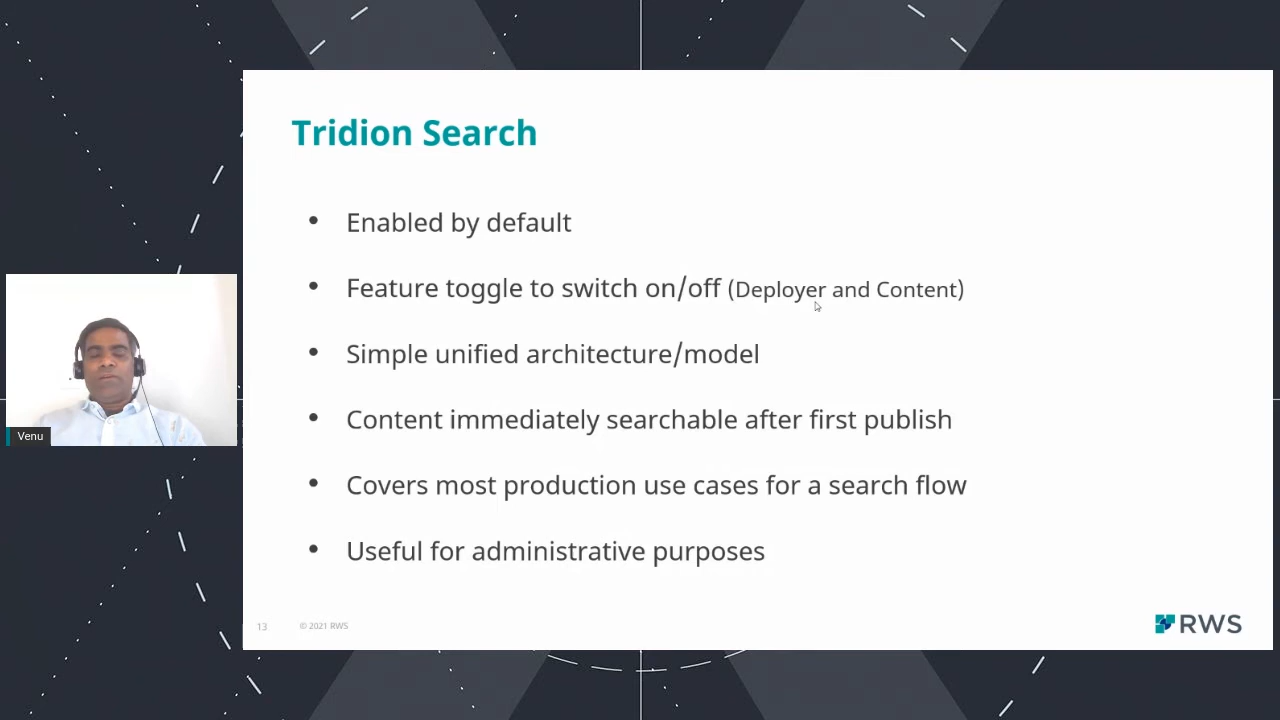 Tridion Search
• Enabled by default
• Feature toggle to switch on/off (Deployer and Content)
• Simple unified architecture/model
• Content immediately searchable after first publish
• Covers most production use cases for a search flow
• Useful for administrative purposes
Venu
13 © 2021 RWS
RWS